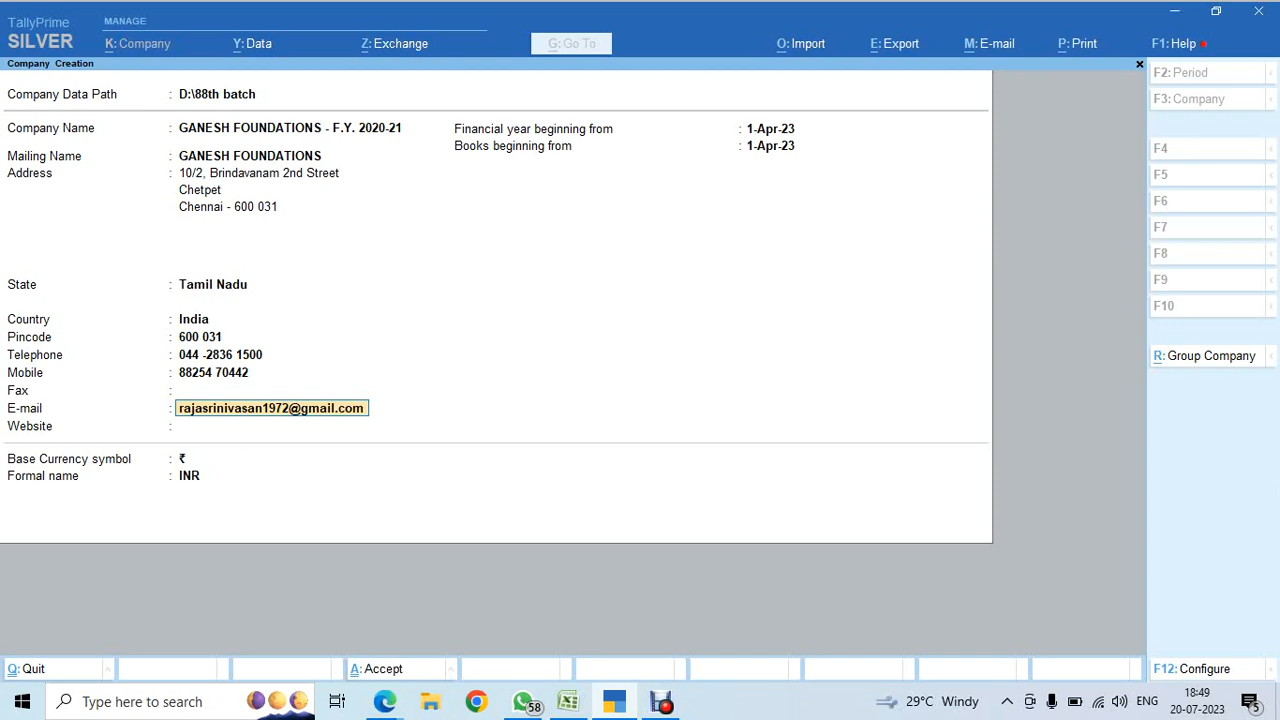 TallyPrime
SILVER
MANAGE
K: Company
Y: Data
Z: Exchange
G: Go To
O: Import
E: Export
M: E-mail
P: Print
F1: Help
Company Creation
Company Data Path : D:\88th batch
Company Name : GANESH FOUNDATIONS - F.Y. 2020-21
Financial year beginning from : 1-Apr-23
Books beginning from : 1-Apr-23
Mailing Name : GANESH FOUNDATIONS
Address : 10/2, Brindavanam 2nd Street
Chetpet
Chennai - 600 031
State : Tamil Nadu
Country : India
Pincode : 600 031
Telephone : 044 -2836 1500
Mobile : 88254 70442
Fax :
E-mail : rajasrinivasan1972@gmail.com
Website :
Base Currency symbol : ₹
Formal name : INR
F2: Period
F3: Company
F4
F5
F6
F7
F8
F9
F10
R: Group Company
Q: Quit
A: Accept
F12: Configure
Type here to search
58
29°C Windy
ENG
18:49
20-07-2023
5